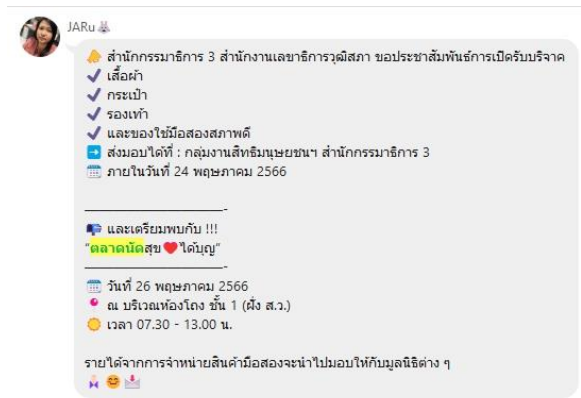 JARu🐰
🔔 สำนักกรรมาธิการ 3 สำนักงานเลขาธิการวุฒิสภา ขอประชาสัมพันธ์การเปิดรับบริจาค
✔ เสื้อผ้า
✔ กระเป๋า
✔ รองเท้า
✔ และของใช้มือสองสภาพดี
➡ ส่งมอบได้ที่ : กลุ่มงานสิทธิมนุษยชนฯ สำนักกรรมาธิการ 3
🗓 ภายในวันที่ 24 พฤษภาคม 2566
____________________-
📭 และเตรียมพบกับ !!!
"ตลาดนัดสุข❤ได้บุญ"
____________________-
🗓 วันที่ 26 พฤษภาคม 2566
📍 ณ บริเวณห้องโถง ชั้น 1 (ฝั่ง ส.ว.)
🌞 เวลา 07.30 - 13.00 น.
รายได้จากการจำหน่ายสินค้ามือสองจะนำไปมอบให้กับมูลนิธิต่าง ๆ
🙏 😊 📩